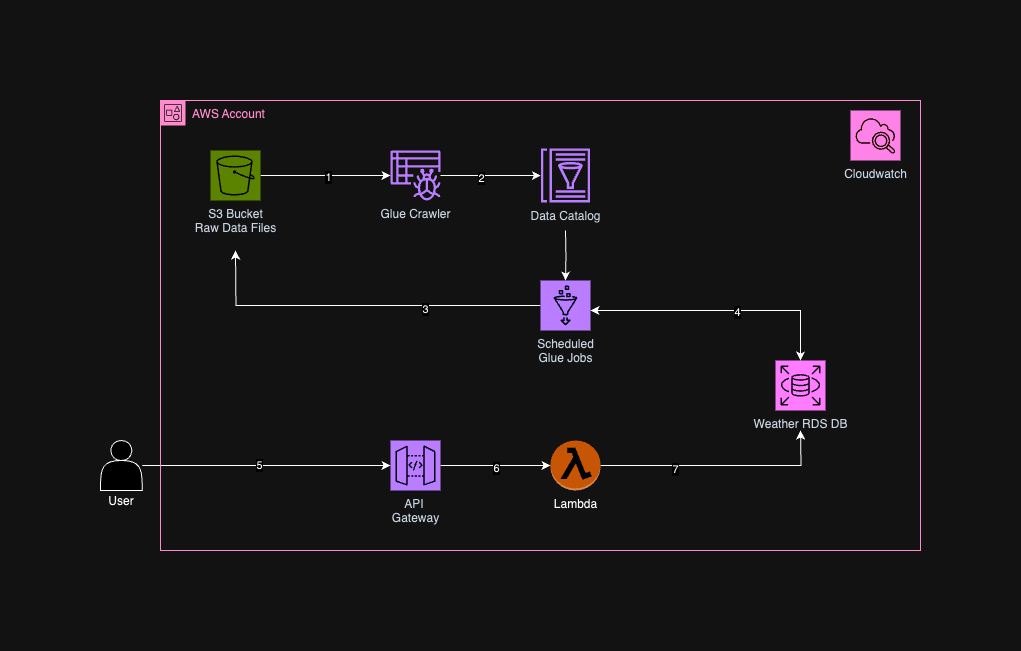 AWS Account
Cloudwatch
1
2
S3 Bucket
Raw Data Files
Glue Crawler
Data Catalog
3
4
Scheduled
Glue Jobs
Weather RDS DB
5
6
7
User
API
Gateway
Lambda